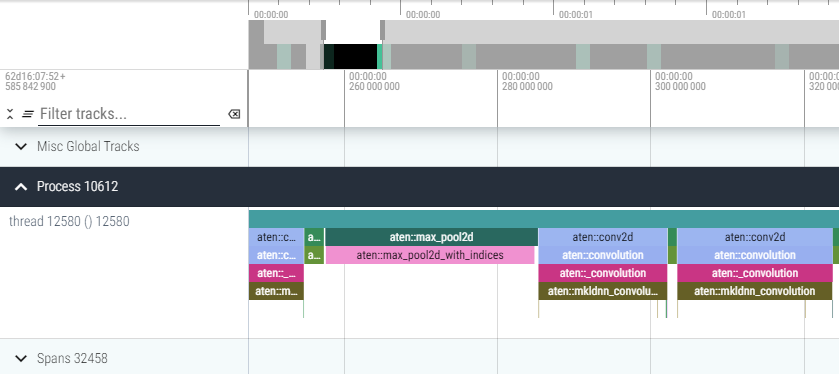 00:00:00 00:00:00 00:00:01 00:00:01
62d16:07:52+ 00:00:00 00:00:00 00:00:00 00:00:0
585 842 900 260 000 000 280 000 000 300 000 000 320 00
Filter tracks...
Misc Global Tracks
Process 10612
thread 12580 () 12580
aten::c... a... aten::max_pool2d aten::conv2d aten::conv2d
aten::c... a... aten::max_pool2d_with_indices aten::convolution aten::convolution
aten::_... aten::_convolution aten::_convolution
aten::m... aten::mkldnn_convolu... aten::mkldnn_convolution
Spans 32458